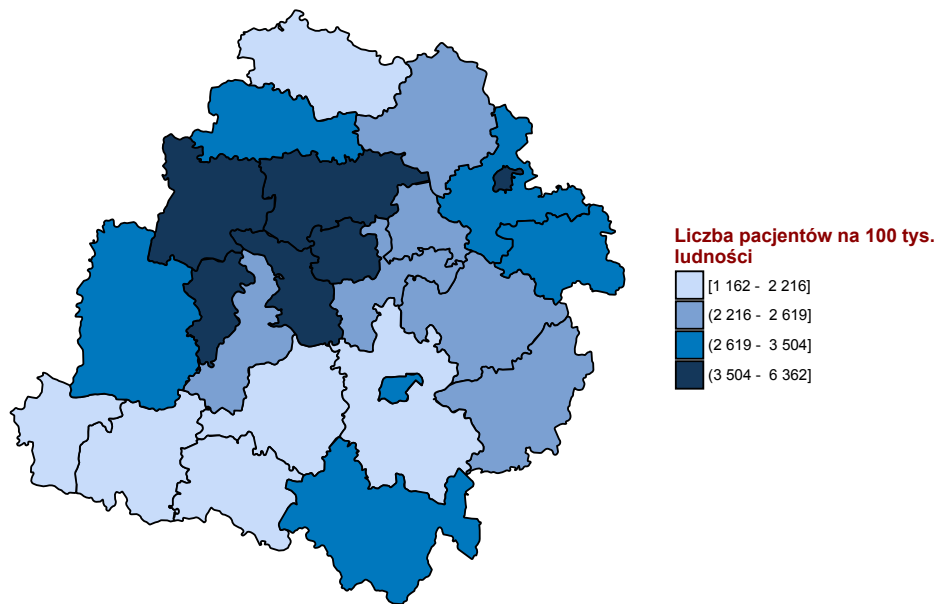 Liczba pacjentów na 100 tys.
ludności
[1 162 - 2 216]
(2 216 - 2 619]
(2 619 - 3 504]
(3 504 - 6 362]